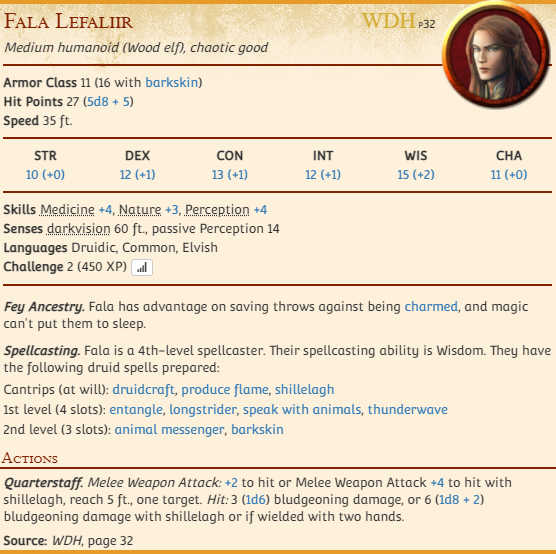 Fala Lefaliir WDH p32
Medium humanoid (Wood elf), chaotic good
Armor Class 11 (16 with barkskin)
Hit Points 27 (5d8 + 5)
Speed 35 ft.
STR DEX CON INT WIS CHA
10 (+0) 12 (+1) 13 (+1) 12 (+1) 15 (+2) 11 (+0)
Skills Medicine +4, Nature +3, Perception +4
Senses darkvision 60 ft., passive Perception 14
Languages Druidic, Common, Elvish
Challenge 2 (450 XP)
Fey Ancestry. Fala has advantage on saving throws against being charmed, and magic
can't put them to sleep.
Spellcasting. Fala is a 4th-level spellcaster. Their spellcasting ability is Wisdom. They have
the following druid spells prepared:
Cantrips (at will): druidcraft, produce flame, shillelagh
1st level (4 slots): entangle, longstrider, speak with animals, thunderwave
2nd level (3 slots): animal messenger, barkskin
Actions
Quarterstaff. Melee Weapon Attack: +2 to hit or Melee Weapon Attack +4 to hit with
shillelagh, reach 5 ft., one target. Hit: 3 (1d6) bludgeoning damage, or 6 (1d8 + 2)
bludgeoning damage with shillelagh or if wielded with two hands.
Source: WDH, page 32